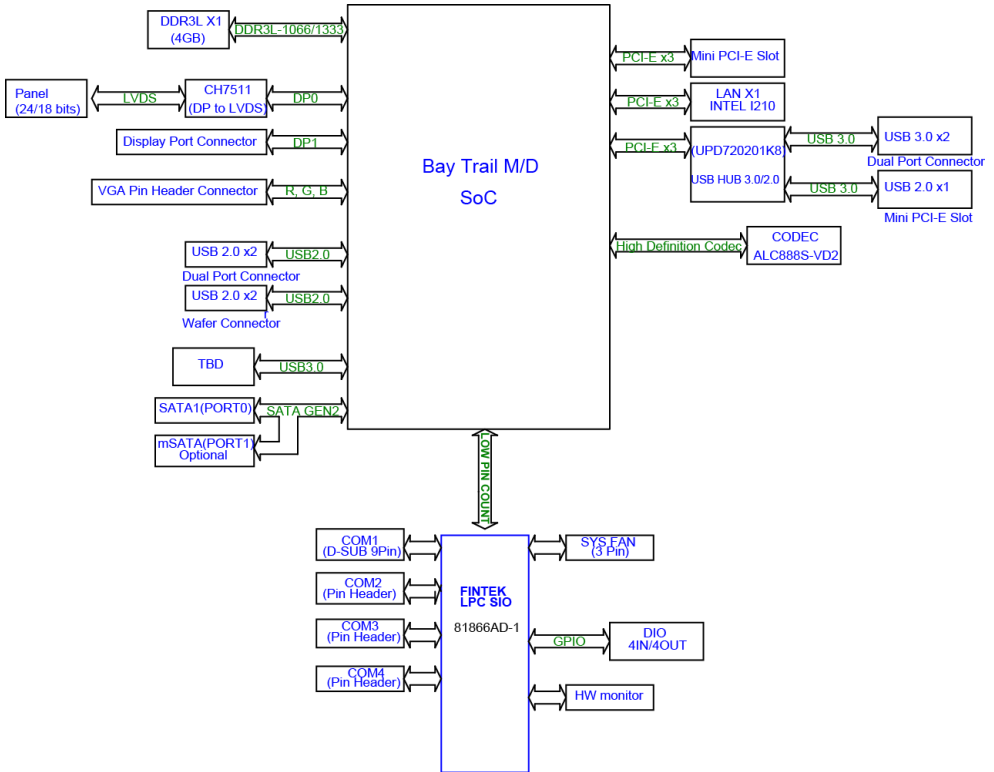 DDR3L X1
(4GB)
DDR3L-1066/1333
Panel
(24/18 bits)
LVDS
CH7511
(DP to LVDS)
DP0
Display Port Connector
DP1
VGA Pin Header Connector
R, G, B
USB 2.0 x2
USB2.0
Dual Port Connector
USB 2.0 x2
USB2.0
Wafer Connector
TBD
USB3.0
SATA1(PORT0)
SATA GEN2
mSATA(PORT1)
Optional
Bay Trail M/D
SoC
PCI-E x3
Mini PCI-E Slot
PCI-E x3
LAN X1
INTEL I210
PCI-E x3
(UPD720201K8)
USB HUB 3.0/2.0
USB 3.0
USB 3.0 x2
Dual Port Connector
USB 3.0
USB 2.0 x1
Mini PCI-E Slot
High Definition Codec
CODEC
ALC888S-VD2
LOW PIN COUNT
COM1
(D-SUB 9Pin)
COM2
(Pin Header)
COM3
(Pin Header)
COM4
(Pin Header)
FINTEK
LPC SIO
81866AD-1
SYS FAN
(3 Pin)
GPIO
DIO
4IN/4OUT
HW monitor